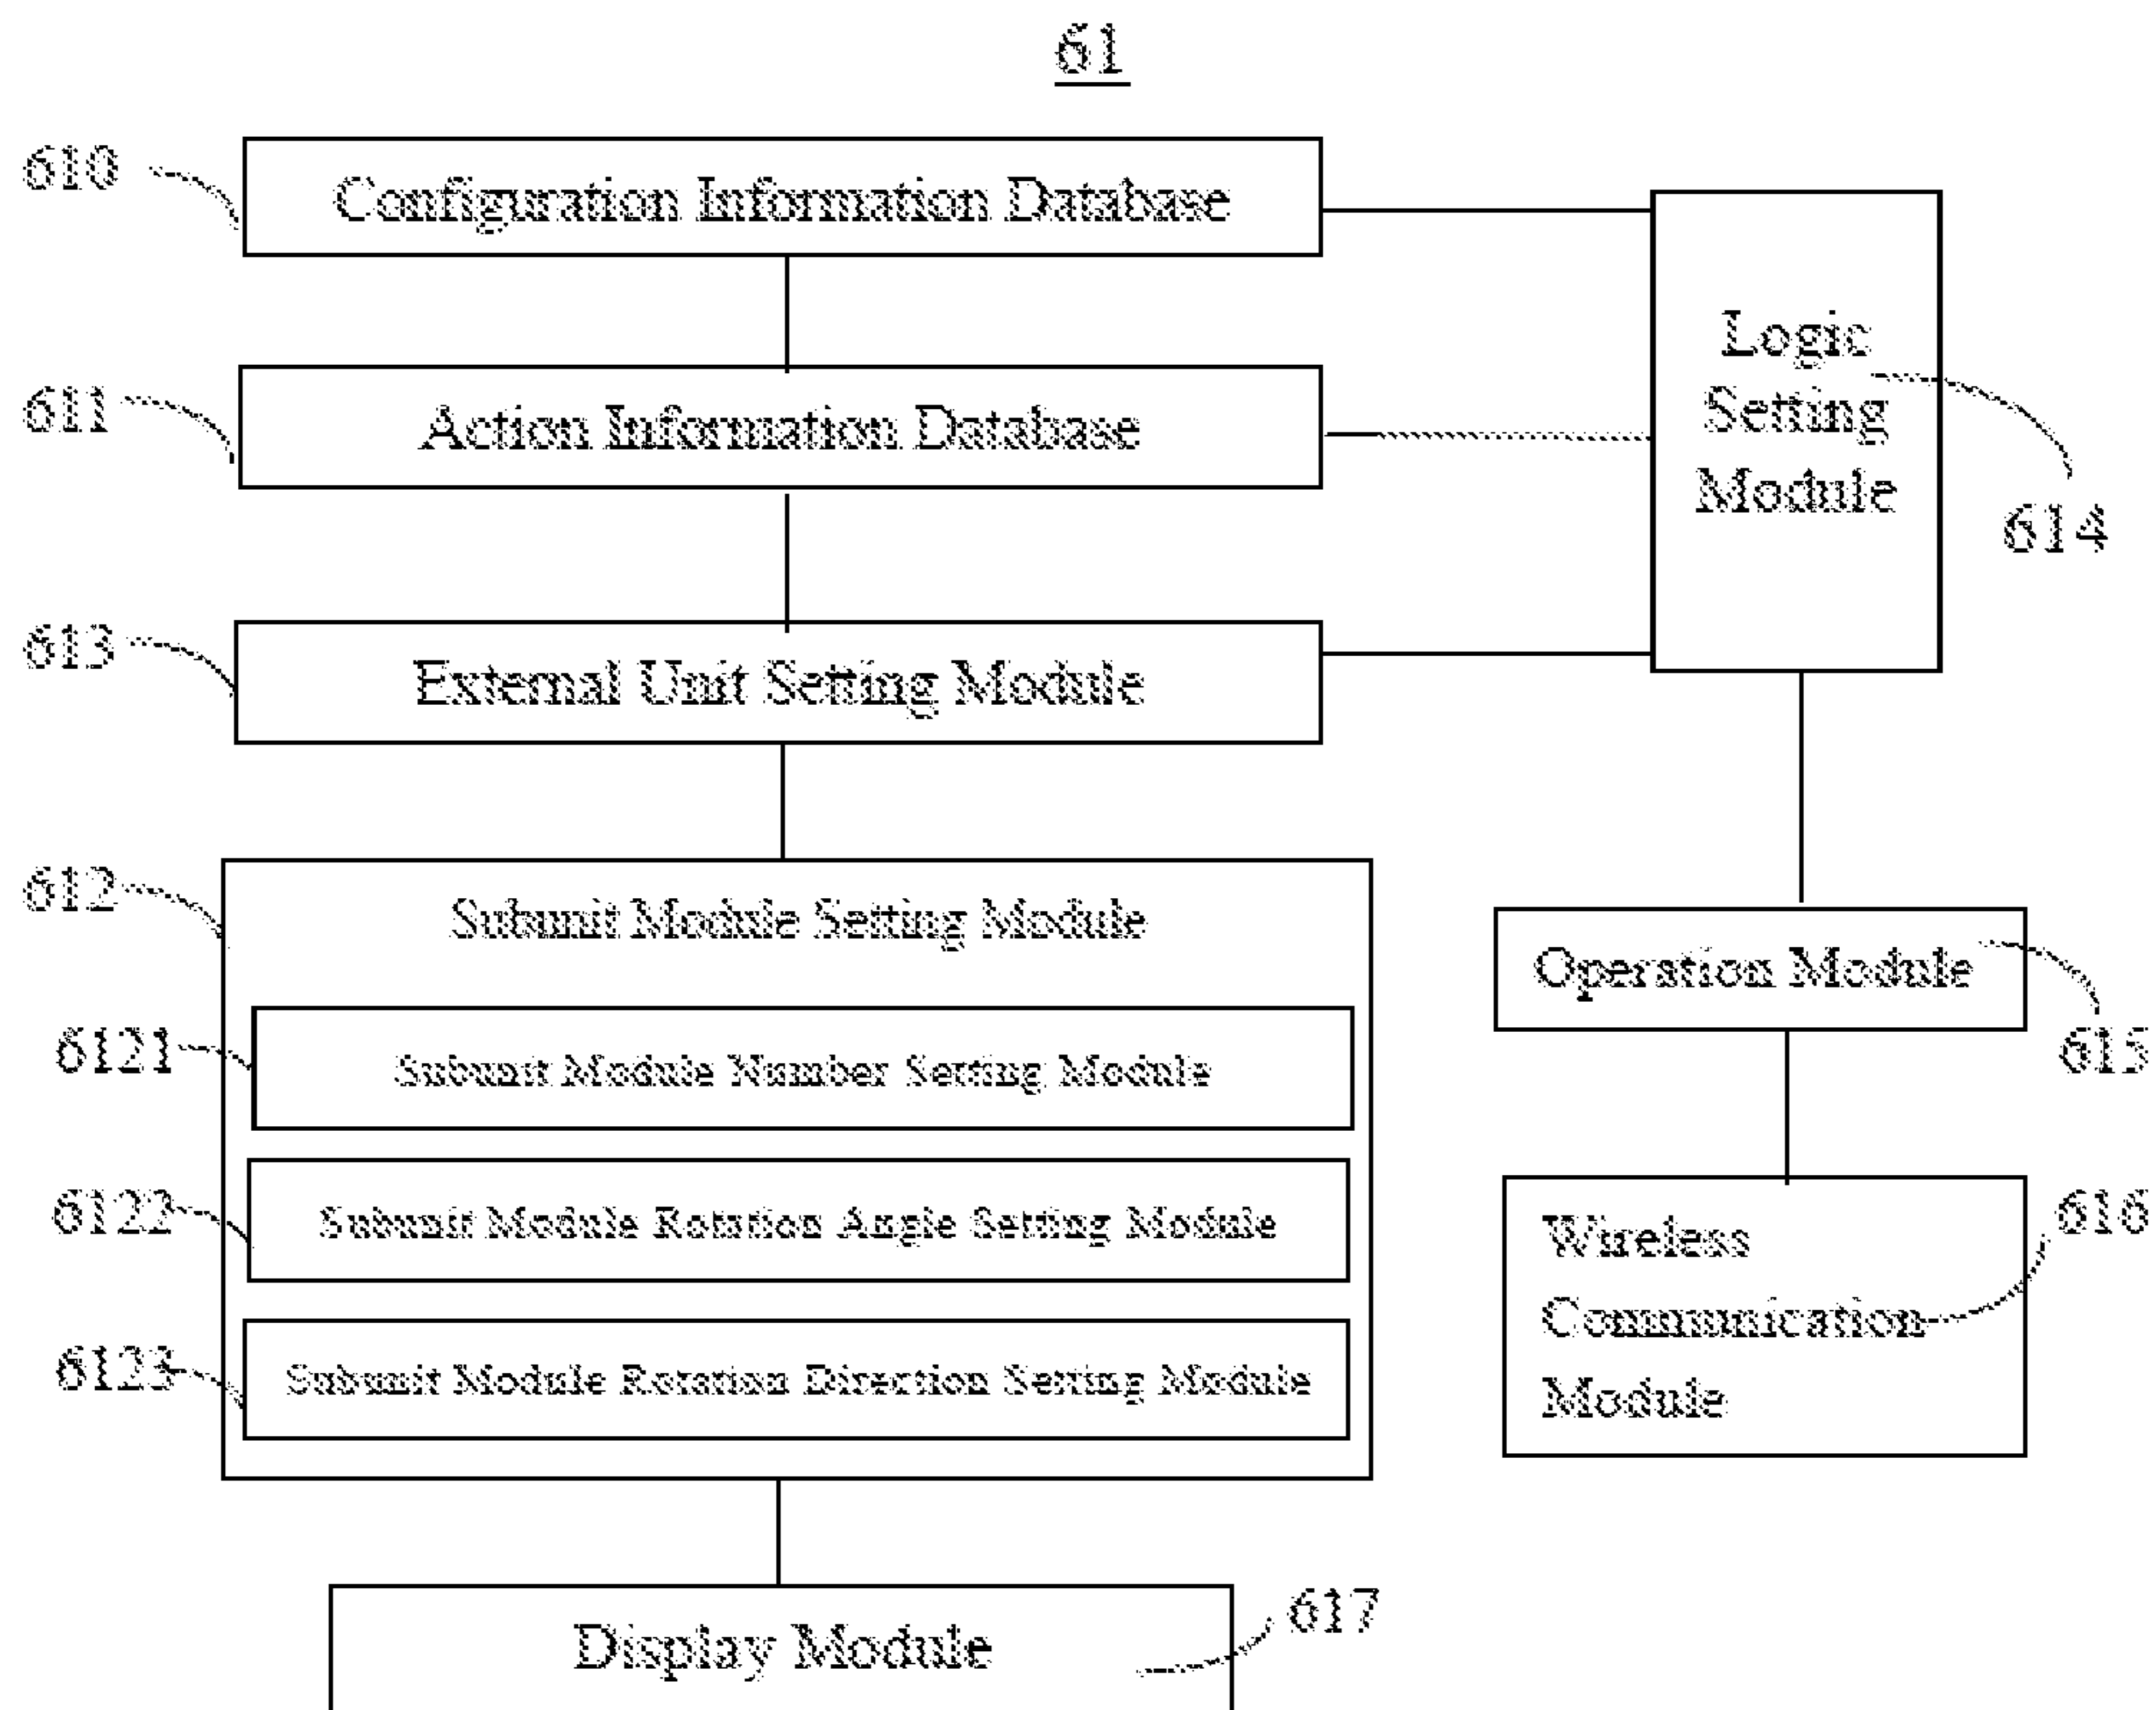 61
610
Configuration Information Database
611
Action Information Database
613
External Unit Setting Module
Logic
Setting
Module
614
612
Subunit Module Setting Module
6121
Subunit Module Number Setting Module
6122
Subunit Module Rotation Angle Setting Module
6123
Subunit Module Rotation Direction Setting Module
Operation Module
615
Wireless
Communication
Module
616
Display Module
617